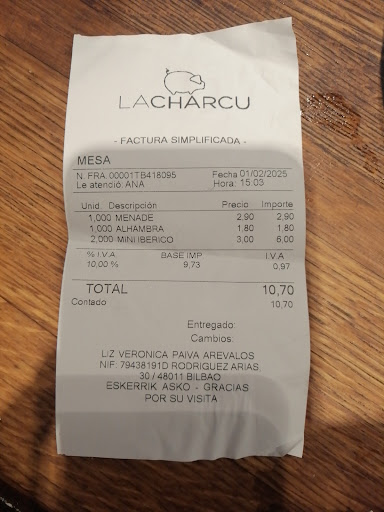 LACHARCU
- FACTURA SIMPLIFICADA -
MESA
N. FRA. 00001TB418095 Fecha 01/02/2025
Le atenció: ANA Hora: 15:03
Unid. Descripción Precio Importe
1,000 MENADE 2,90 2,90
1,000 ALHAMBRA 1,80 1,80
2,000 MINI IBERICO 3,00 6,00
% I.V.A. BASE IMP I.V.A
10,00 % 9,73 0,97
TOTAL 10,70
Contado 10,70
Entregado:
Cambios:
LIZ VERONICA PAIVA AREVALOS
NIF: 79438191D RODRIGUEZ ARIAS,
30 / 48011 BILBAO
ESKERRIK ASKO - GRACIAS
POR SU VISITA